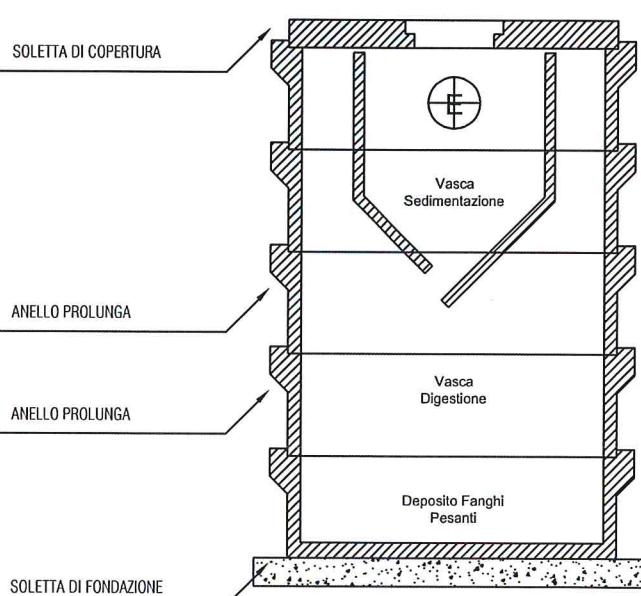 SOLETTA DI COPERTURA
E
Vasca
Sedimentazione
ANELLO PROLUNGA
Vasca
Digestione
ANELLO PROLUNGA
Deposito Fanghi
Pesanti
SOLETTA DI FONDAZIONE